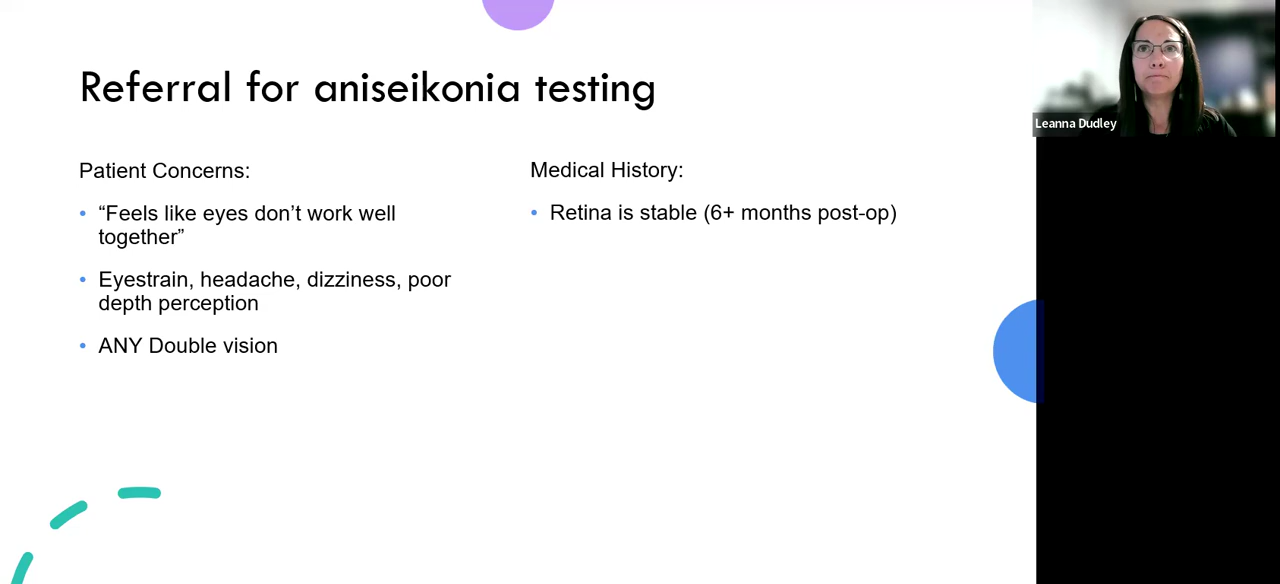 Referral for aniseikonia testing
Patient Concerns:
• “Feels like eyes don’t work well
together”
• Eyestrain, headache, dizziness, poor
depth perception
• ANY Double vision
Medical History:
• Retina is stable (6+ months post-op)
Leanna Dudley